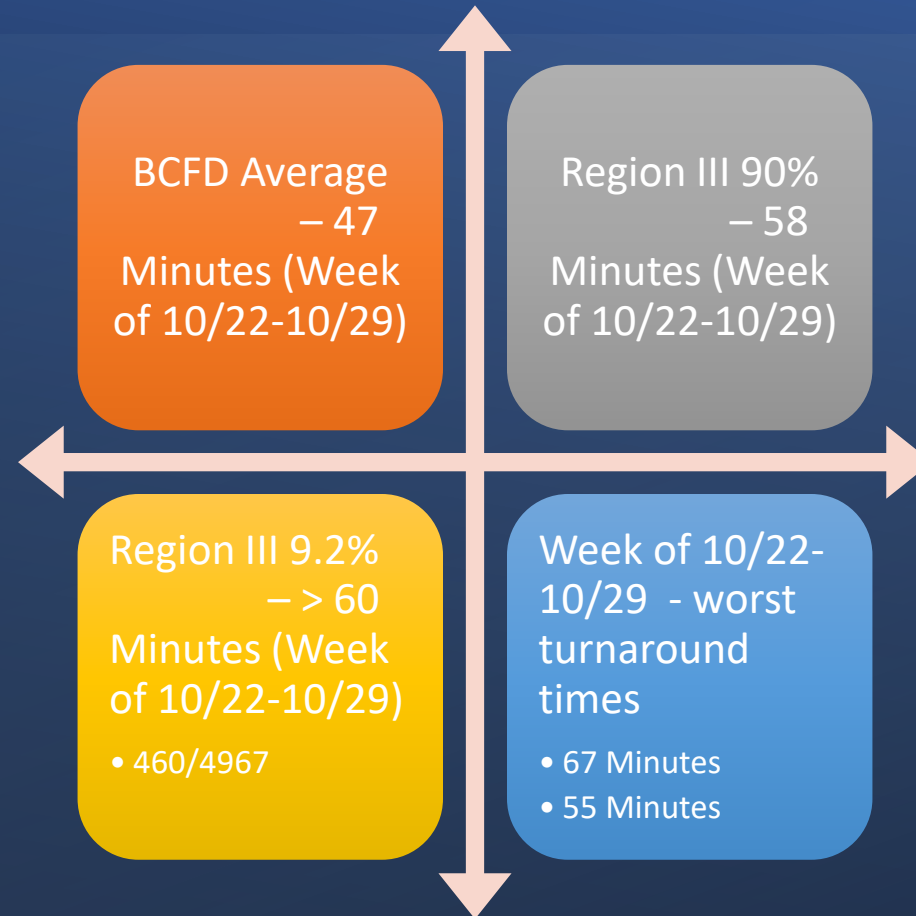 BCFD Average
– 47
Minutes (Week
of 10/22-10/29)
Region III 90%
– 58
Minutes (Week
of 10/22-10/29)
Region III 9.2%
– > 60
Minutes (Week
of 10/22-10/29)
• 460/4967
Week of 10/22-
10/29 - worst
turnaround
times
• 67 Minutes
• 55 Minutes